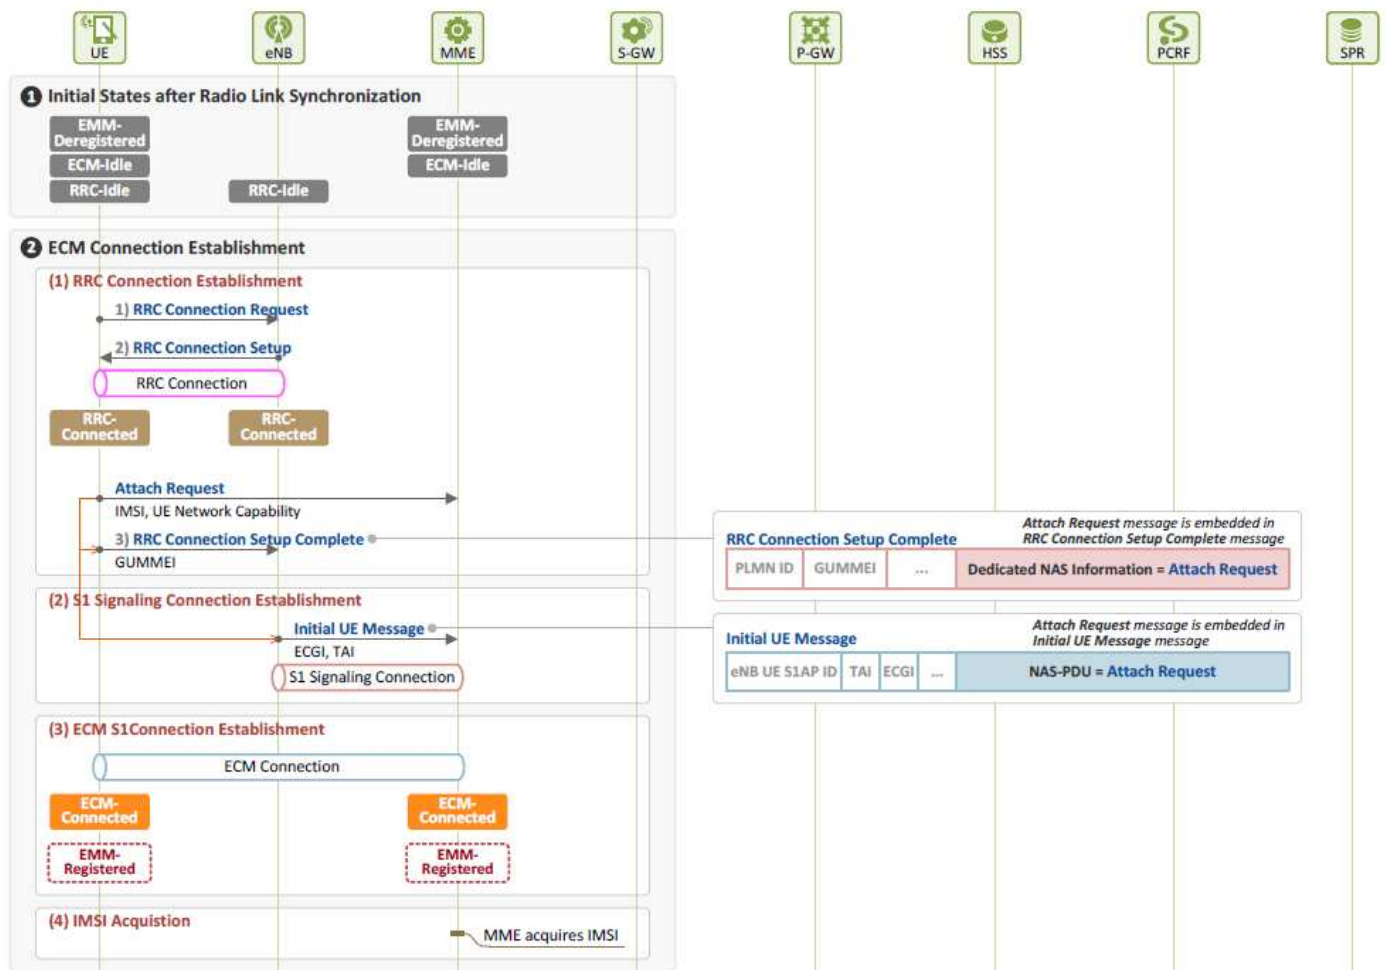 UE
eNB
MME
S-GW
P-GW
HSS
PCRF
SPR
1 Initial States after Radio Link Synchronization
EMM-
Deregistered
EMM-
Deregistered
ECM-Idle
ECM-Idle
RRC-Idle
RRC-Idle
2 ECM Connection Establishment
(1) RRC Connection Establishment
1) RRC Connection Request
2) RRC Connection Setup
RRC Connection
RRC-
Connected
RRC-
Connected
Attach Request
IMSI, UE Network Capability
3) RRC Connection Setup Complete
GUMMEI
Attach Request message is embedded in
RRC Connection Setup Complete message
RRC Connection Setup Complete
PLMN ID GUMMEI ... Dedicated NAS Information = Attach Request
(2) S1 Signaling Connection Establishment
Initial UE Message
ECGI, TAI
S1 Signaling Connection
Attach Request message is embedded in
Initial UE Message message
Initial UE Message
eNB UE S1AP ID TAI ECGI ... NAS-PDU = Attach Request
(3) ECM S1Connection Establishment
ECM Connection
ECM-
Connected
ECM-
Connected
EMM-
Registered
EMM-
Registered
(4) IMSI Acquistion
MME acquires IMSI